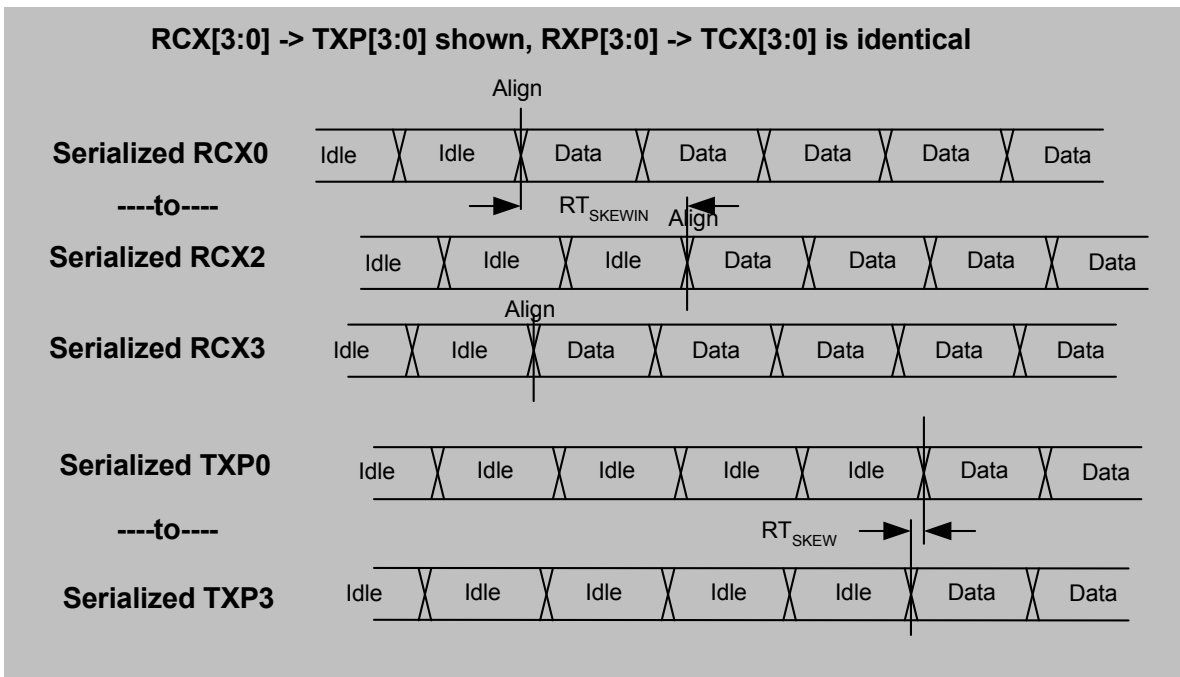 RCX[3:0] -> TXP[3:0] shown, RXP[3:0] -> TCX[3:0] is identical
Align
Serialized RCX0 Idle Idle Data Data Data Data Data
----to---- RT_SKEWIN Align
Serialized RCX2 Idle Idle Idle Data Data Data Data
Align
Serialized RCX3 Idle Idle Data Data Data Data Data
Serialized TXP0 Idle Idle Idle Idle Idle Data Data
----to---- RT_SKEW
Serialized TXP3 Idle Idle Idle Idle Idle Data Data